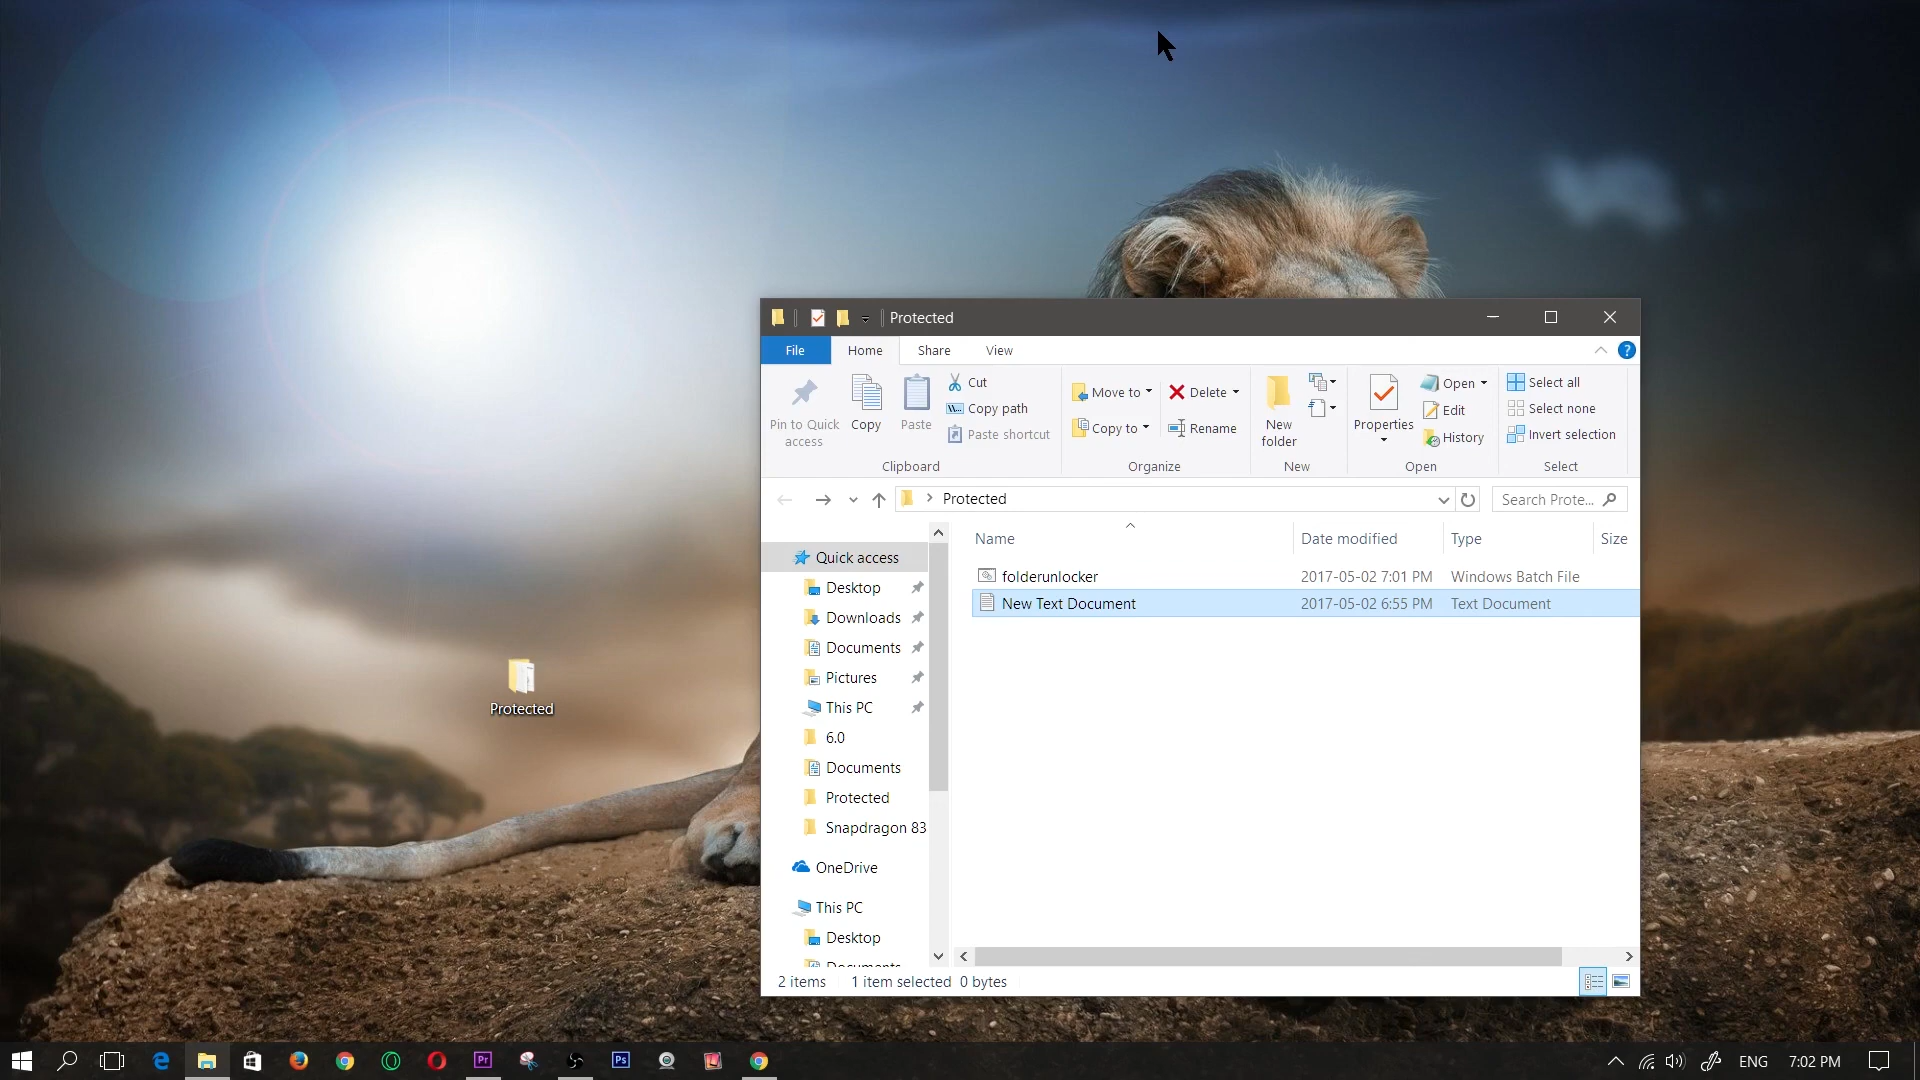 Protected
File
Home
Share
View
?
Pin to Quick
access
Copy
Paste
Cut
Copy path
Paste shortcut
Clipboard
Move to
Copy to
Delete
Rename
Organize
New
folder
New
Properties
Open
Edit
History
Open
Select all
Select none
Invert selection
Select
Protected
Search Prote...
Name
Date modified
Type
Size
folderunlocker
2017-05-02 7:01 PM
Windows Batch File
New Text Document
2017-05-02 6:55 PM
Text Document
Quick access
Desktop
Downloads
Documents
Pictures
This PC
6.0
Documents
Protected
Snapdragon 83
OneDrive
This PC
Desktop
Documents
2 items
1 item selected
0 bytes
Protected
Pr
Ps
ENG
7:02 PM